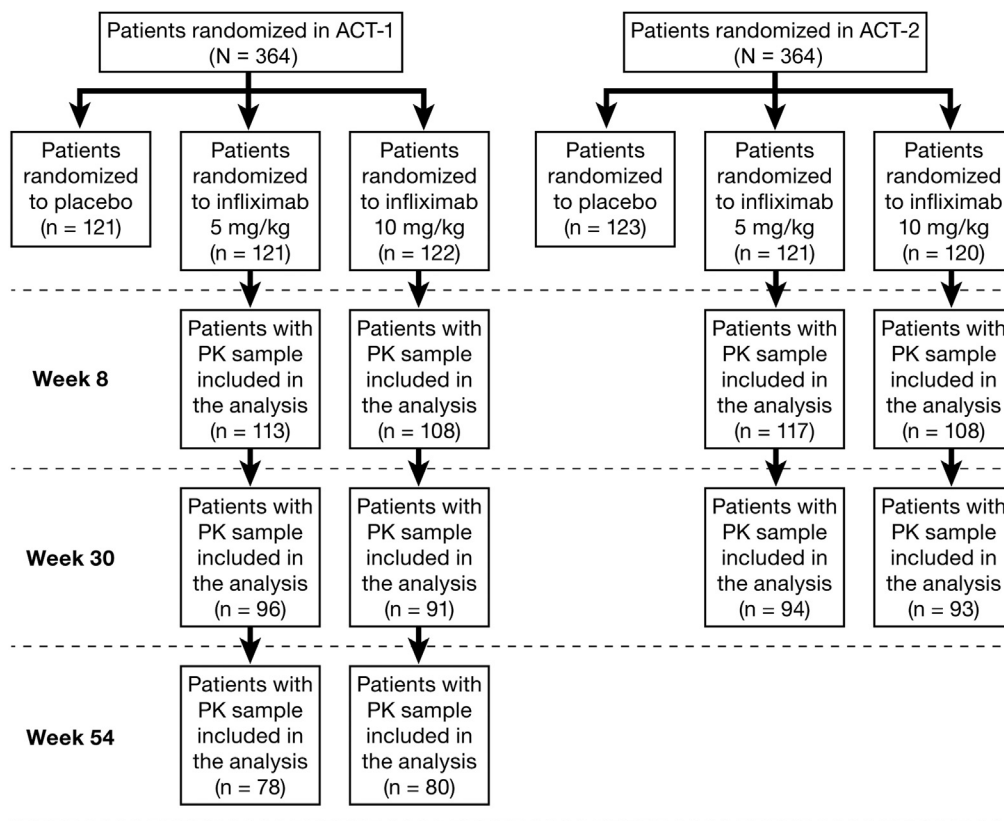 Patients randomized in ACT-1
(N = 364)
Patients randomized in ACT-2
(N = 364)
Patients
randomized
to placebo
(n = 121)
Patients
randomized
to infliximab
5 mg/kg
(n = 121)
Patients
randomized
to infliximab
10 mg/kg
(n = 122)
Patients
randomized
to placebo
(n = 123)
Patients
randomized
to infliximab
5 mg/kg
(n = 121)
Patients
randomized
to infliximab
10 mg/kg
(n = 120)
Week 8
Patients with
PK sample
included in
the analysis
(n = 113)
Patients with
PK sample
included in
the analysis
(n = 108)
Patients with
PK sample
included in
the analysis
(n = 117)
Patients with
PK sample
included in
the analysis
(n = 108)
Week 30
Patients with
PK sample
included in
the analysis
(n = 96)
Patients with
PK sample
included in
the analysis
(n = 91)
Patients with
PK sample
included in
the analysis
(n = 94)
Patients with
PK sample
included in
the analysis
(n = 93)
Week 54
Patients with
PK sample
included in
the analysis
(n = 78)
Patients with
PK sample
included in
the analysis
(n = 80)